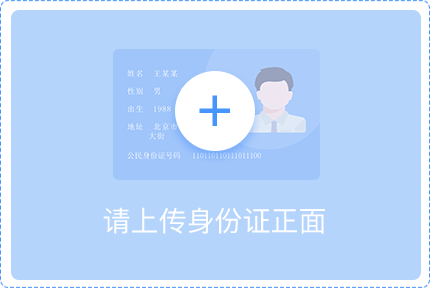 姓名 王某某
性别 男
出生 1988
地址 北京市
大街
公民身份证号码 110110110111011100
请上传身份证正面